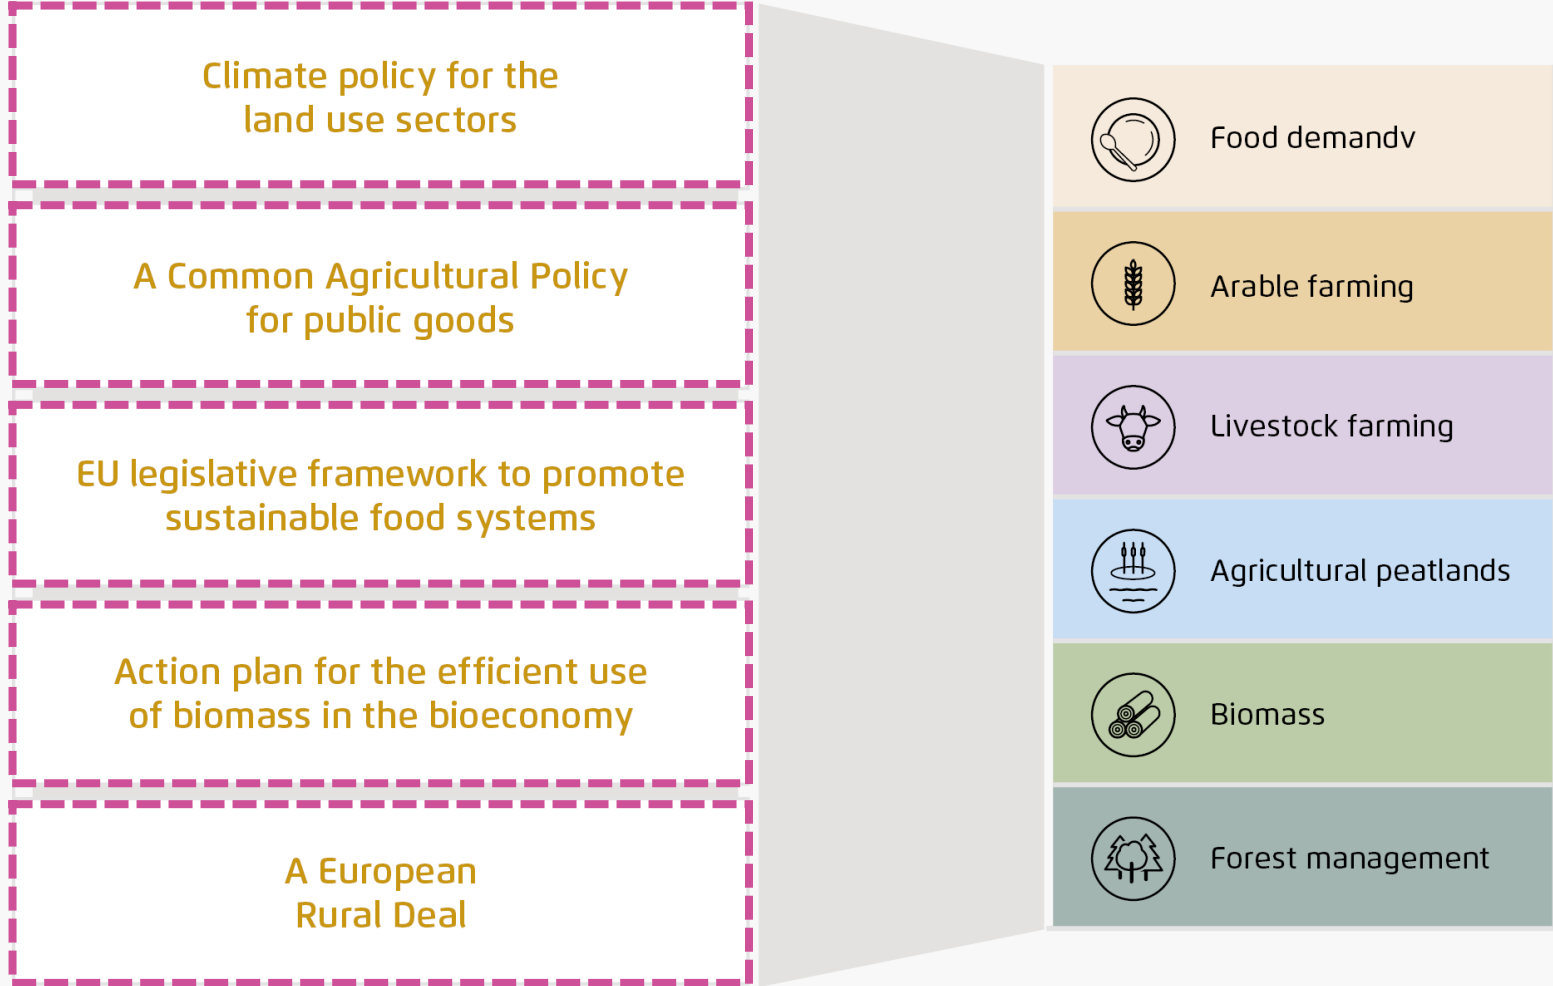 Climate policy for the
land use sectors
A Common Agricultural Policy
for public goods
EU legislative framework to promote
sustainable food systems
Action plan for the efficient use
of biomass in the bioeconomy
A European
Rural Deal
Food demandv
Arable farming
Livestock farming
Agricultural peatlands
Biomass
Forest management